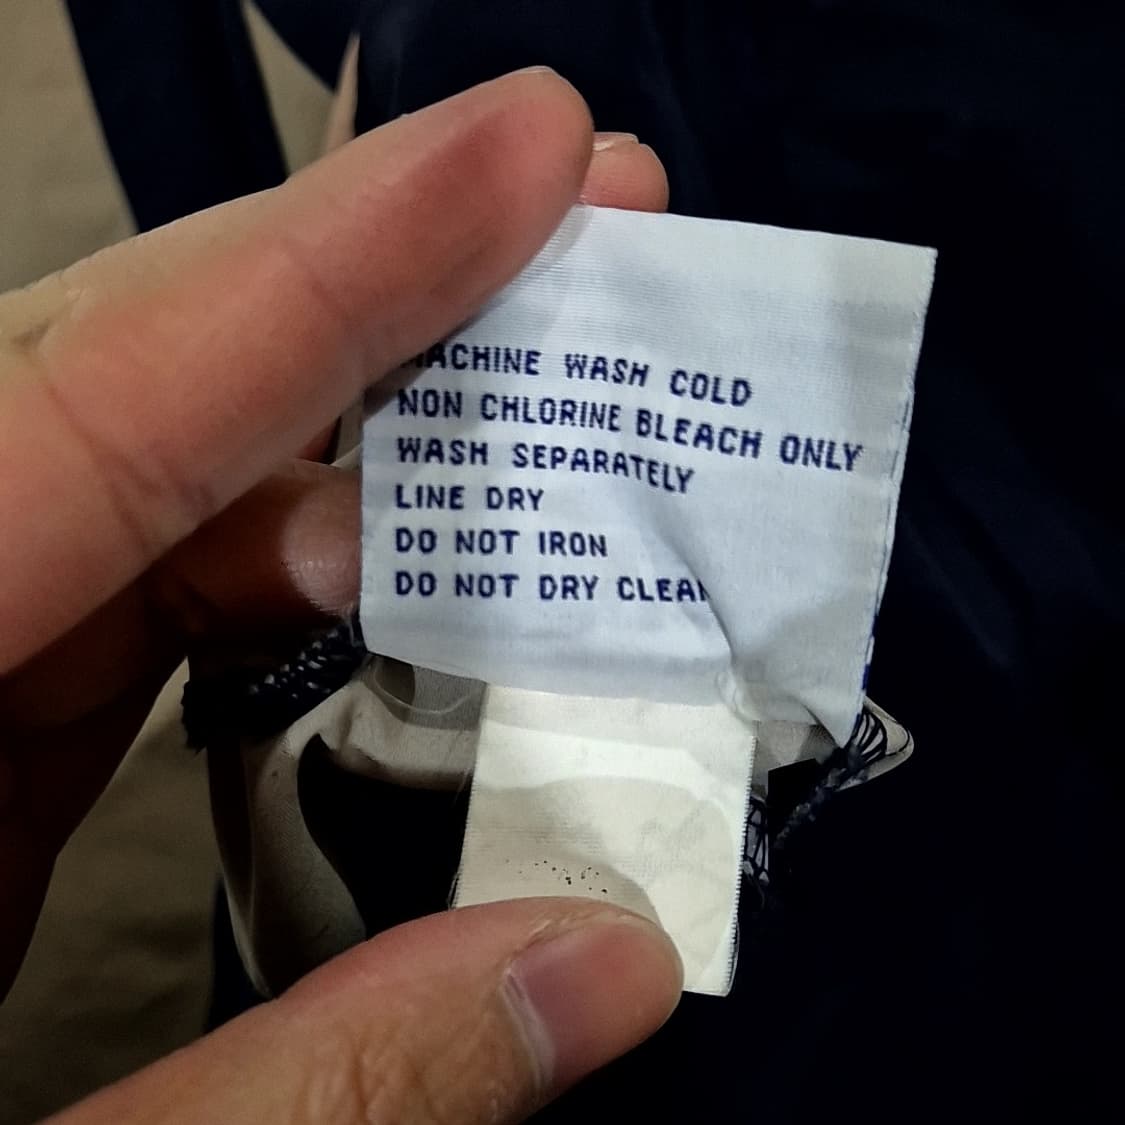 MACHINE WASH COLD
NON CHLORINE BLEACH ONLY
WASH SEPARATELY
LINE DRY
DO NOT IRON
DO NOT DRY CLEAN